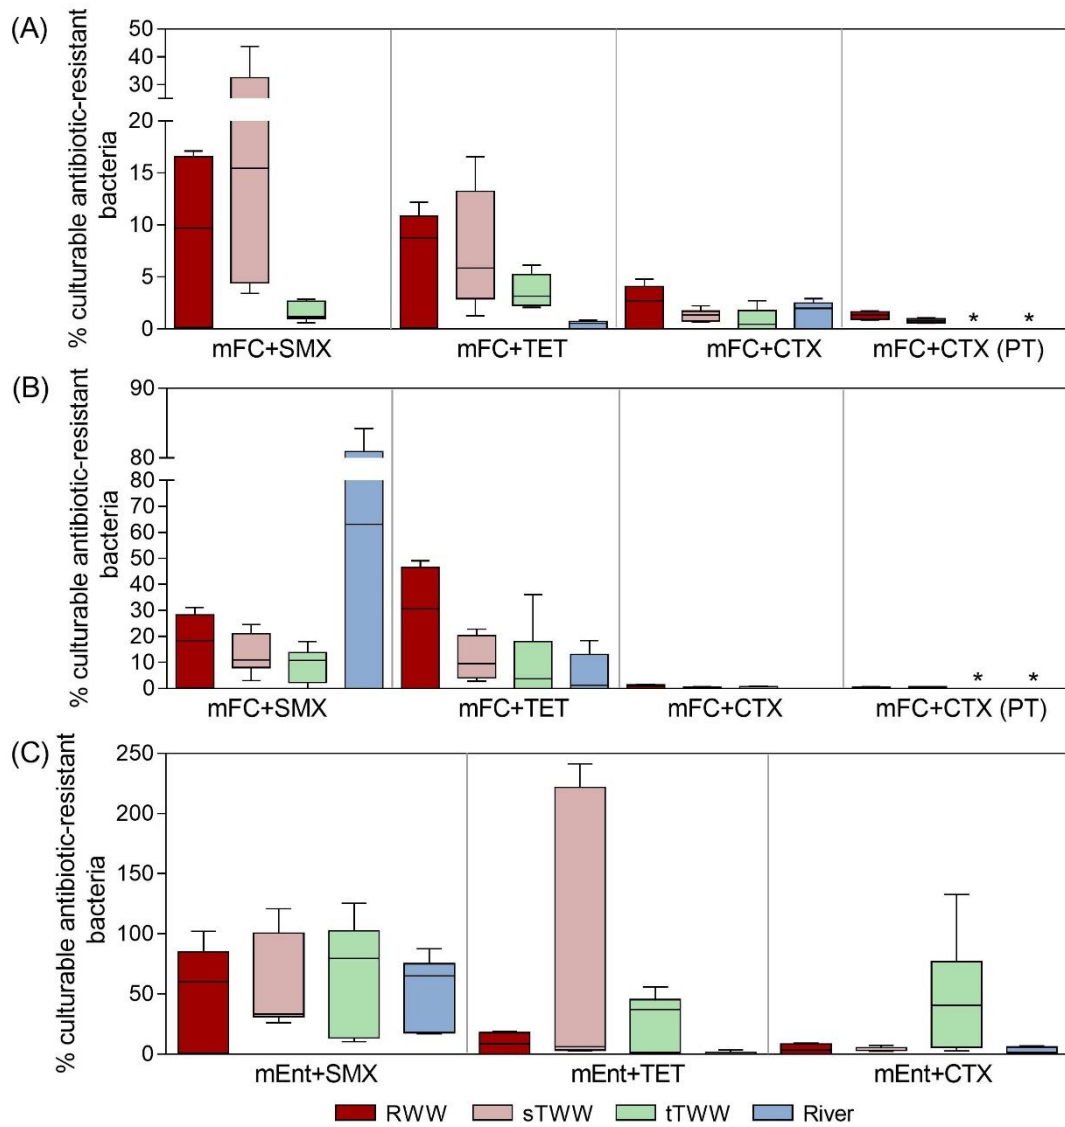 (A)
% culturable antibiotic-resistant
bacteria
50
40
30
20
15
10
5
0
* *
mFC+SMX mFC+TET mFC+CTX mFC+CTX (PT)
(B)
% culturable antibiotic-resistant
bacteria
90
80
80
70
60
50
40
30
20
10
0
* *
mFC+SMX mFC+TET mFC+CTX mFC+CTX (PT)
(C)
% culturable antibiotic-resistant
bacteria
250
200
150
100
50
0
mEnt+SMX mEnt+TET mEnt+CTX
RWW sTWW tTWW River